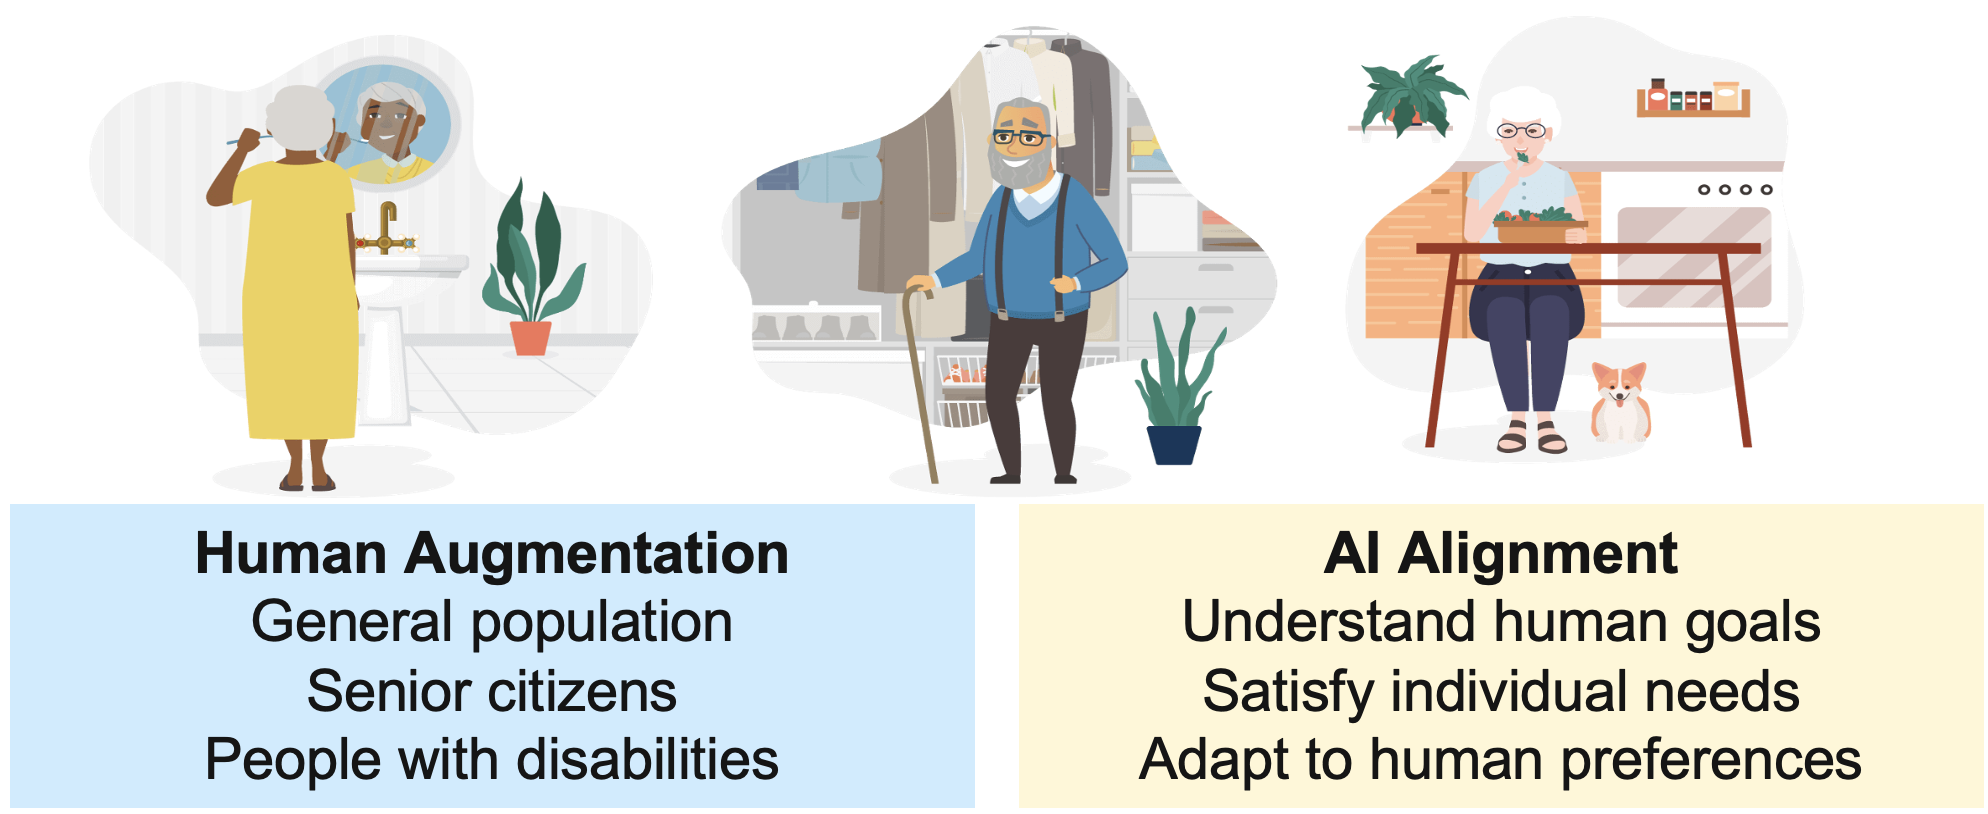 Human Augmentation
General population
Senior citizens
People with disabilities
AI Alignment
Understand human goals
Satisfy individual needs
Adapt to human preferences